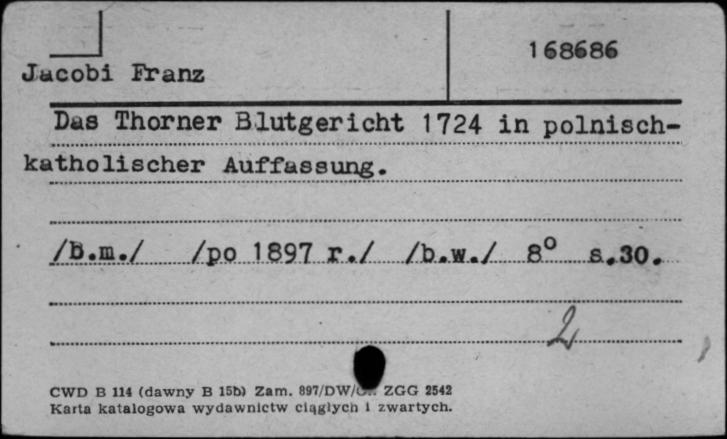 168686
Jacobi Franz
Das Thorner Blutgericht 1724 in polnisch-
katholischer Auffassung.
/B.m./ /po 1897 r./ /b.w./ 8° s.30.
2
CWD B 114 (dawny B 15b) Zam. 897/DW/ ZGG 2542
Karta katalogowa wydawnictw ciągłych i zwartych.